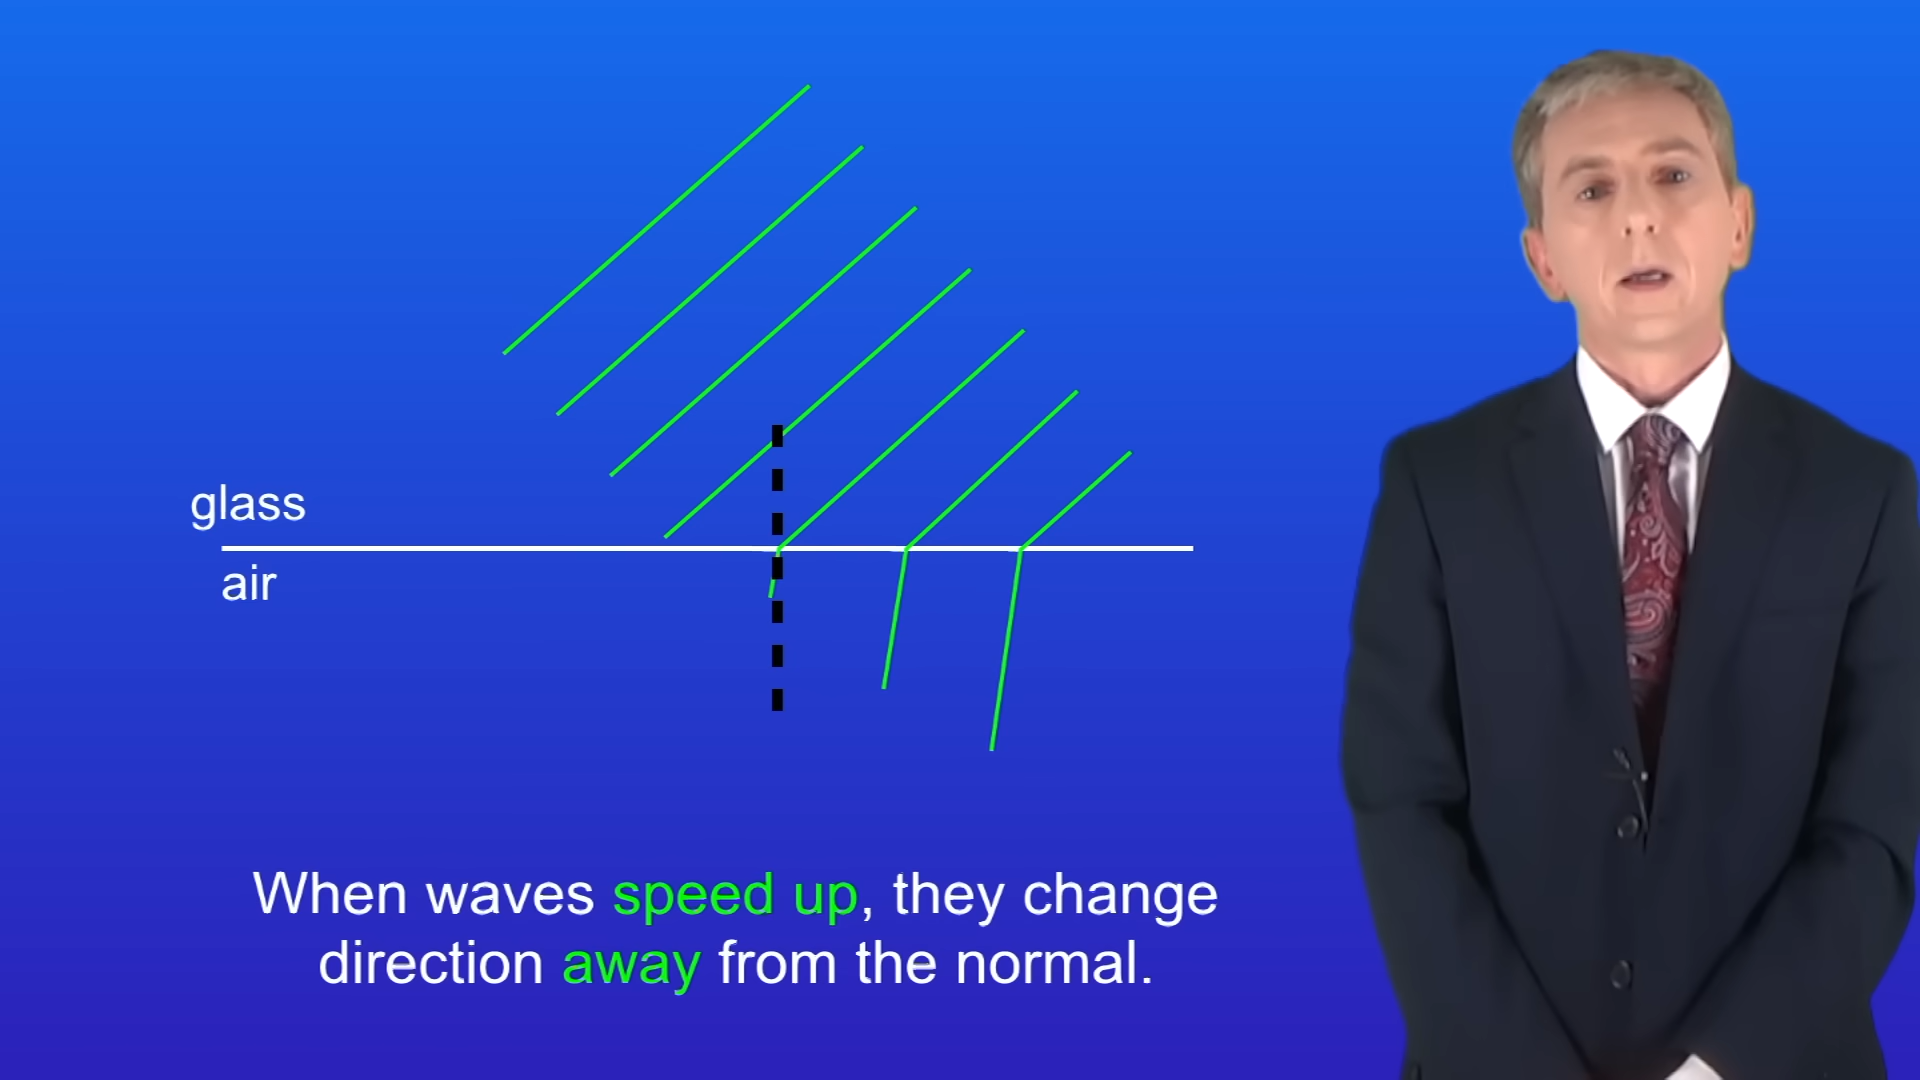 glass
air
When waves speed up, they change
direction away from the normal.